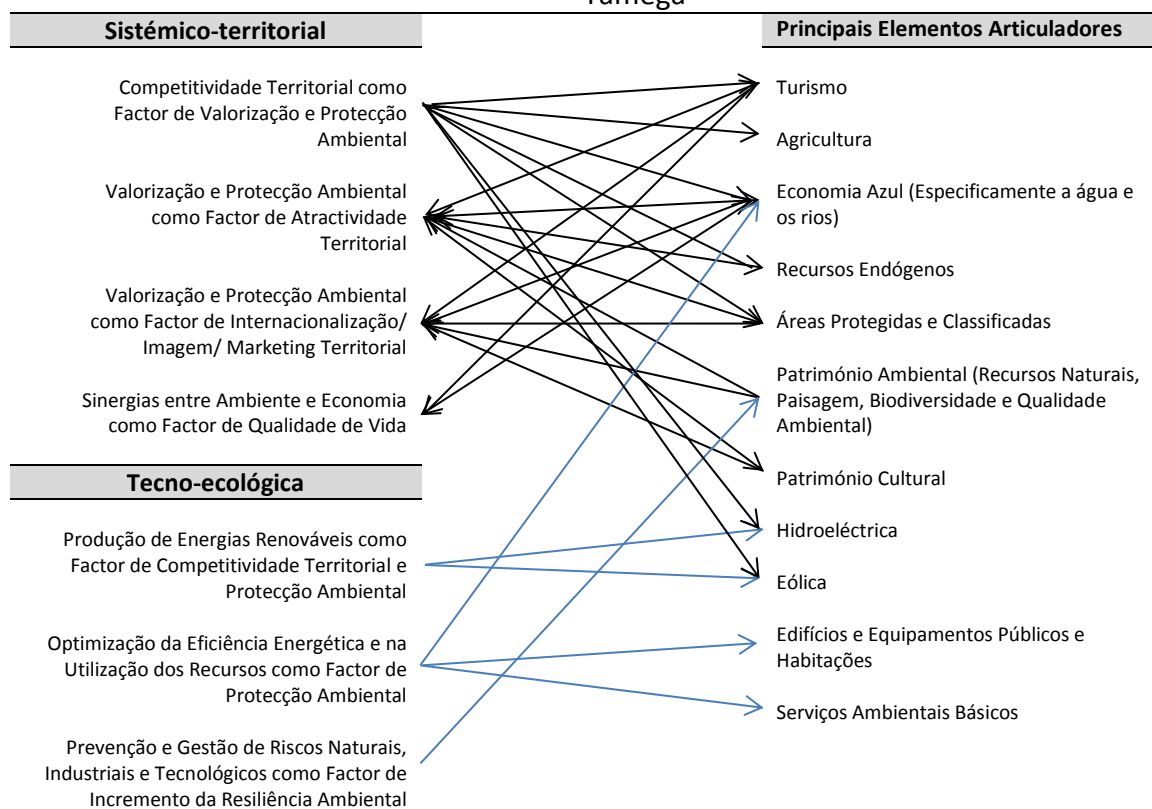 Tâmega
Sistémico-territorial
Competitividade Territorial como
Factor de Valorização e Protecção
Ambiental
Valorização e Protecção Ambiental
como Factor de Atractividade
Territorial
Valorização e Protecção Ambiental
como Factor de Internacionalização/
Imagem/ Marketing Territorial
Sinergias entre Ambiente e Economia
como Factor de Qualidade de Vida
Tecno-ecológica
Produção de Energias Renováveis como
Factor de Competitividade Territorial e
Protecção Ambiental
Optimização da Eficiência Energética e na
Utilização dos Recursos como Factor de
Protecção Ambiental
Prevenção e Gestão de Riscos Naturais,
Industriais e Tecnológicos como Factor de
Incremento da Resiliência Ambiental
Principais Elementos Articuladores
Turismo
Agricultura
Economia Azul (Especificamente a água e
os rios)
Recursos Endógenos
Áreas Protegidas e Classificadas
Património Ambiental (Recursos Naturais,
Paisagem, Biodiversidade e Qualidade
Ambiental)
Património Cultural
Hidroeléctrica
Eólica
Edifícios e Equipamentos Públicos e
Habitações
Serviços Ambientais Básicos